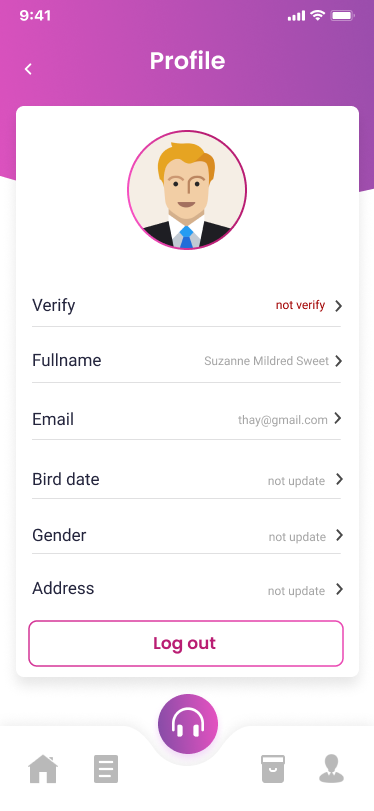 9:41
Profile
Verify not verify
Fullname Suzanne Mildred Sweet
Email thay@gmail.com
Bird date not update
Gender not update
Address not update
Log out